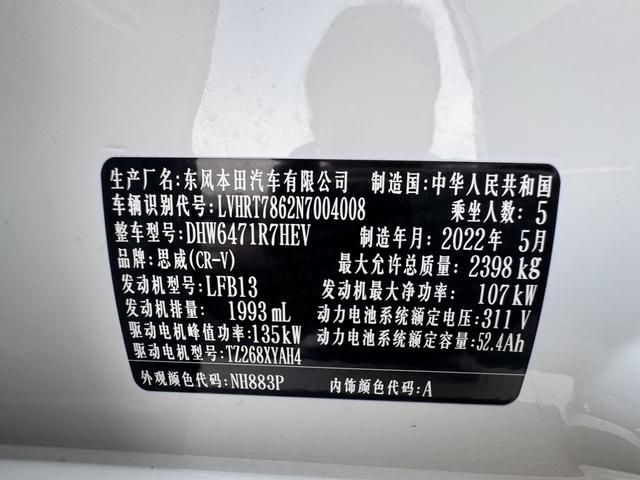 生产厂名:东风本田汽车有限公司 制造国:中华人民共和国
车辆识别代号:LVHRT7862N7004008 乘坐人数:5
整车型号:DHW6471R7HEV 制造年月:2022年 5月
品牌:思威(CR-V) 最大允许总质量:2398 kg
发动机型号:LFB13 发动机最大净功率:107kW
发动机排量:1993 mL 动力电池系统额定电压:311 V
驱动电机峰值功率:135kW 动力电池系统额定容量:52.4Ah
驱动电机型号:TZ268XYAH4
外观颜色代码:NH883P 内饰颜色代码:A